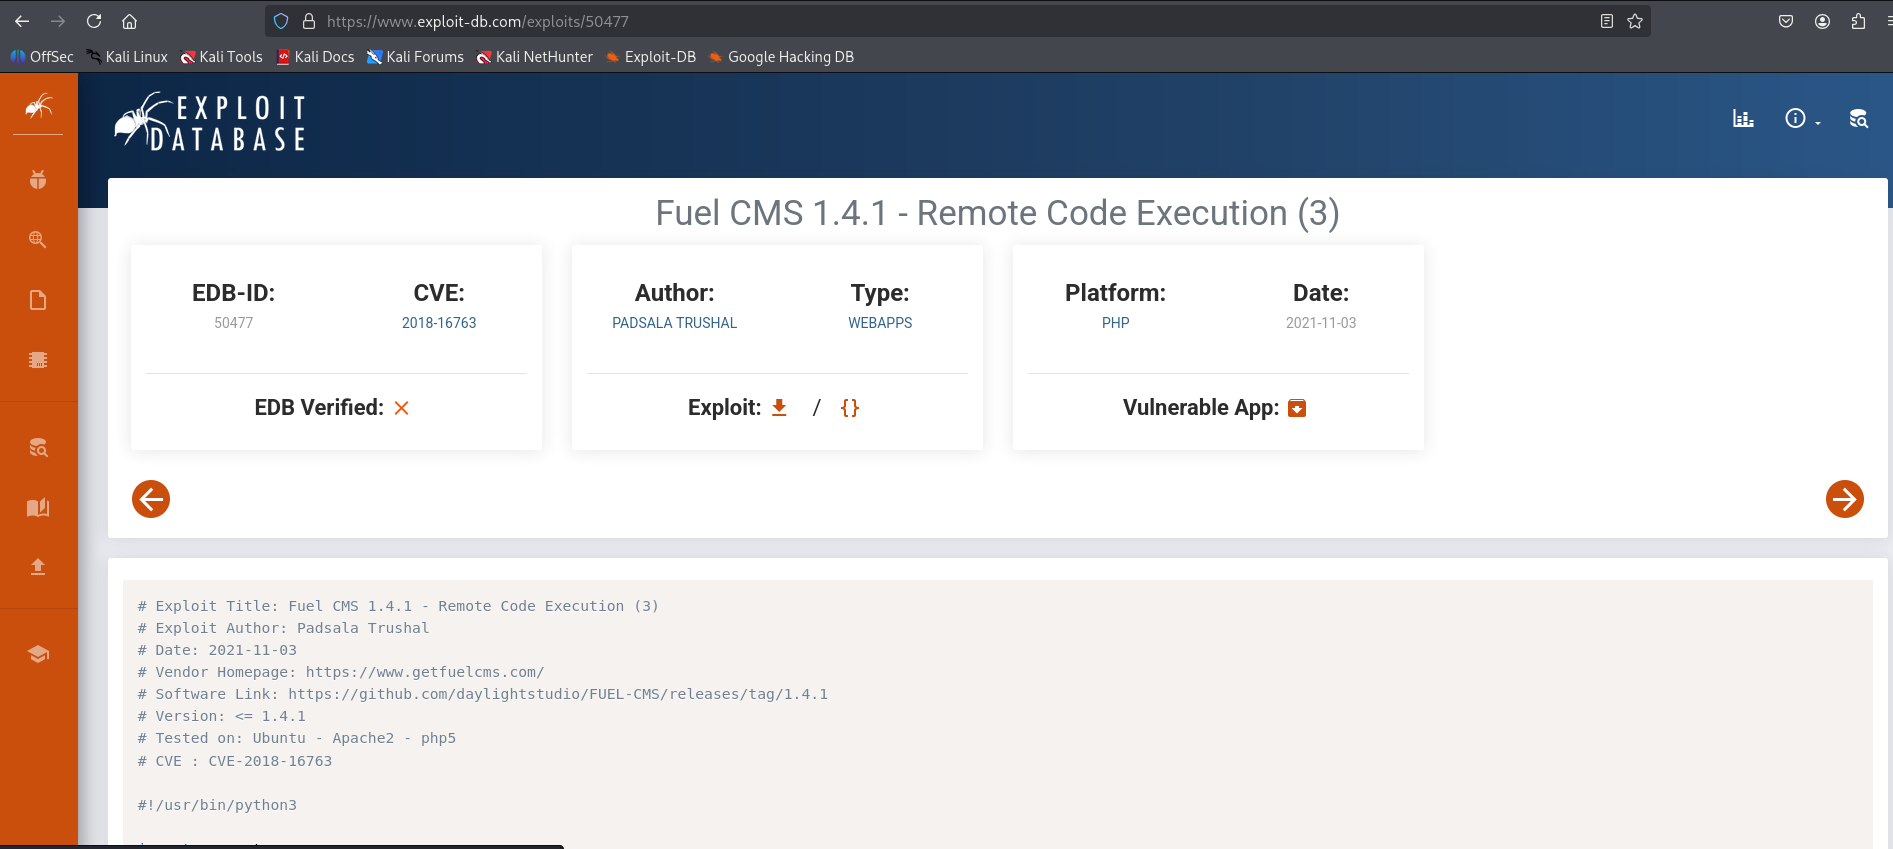 https://www.exploit-db.com/exploits/50477
OffSec Kali Linux Kali Tools Kali Docs Kali Forums Kali NetHunter Exploit-DB Google Hacking DB
EXPLOIT
DATABASE
Fuel CMS 1.4.1 - Remote Code Execution (3)
EDB-ID: CVE: Author: Type: Platform: Date:
50477 2018-16763 PADSALA TRUSHAL WEBAPPS PHP 2021-11-03
EDB Verified: Exploit: / {} Vulnerable App:
# Exploit Title: Fuel CMS 1.4.1 - Remote Code Execution (3)
# Exploit Author: Padsala Trushal
# Date: 2021-11-03
# Vendor Homepage: https://www.getfuelcms.com/
# Software Link: https://github.com/daylightstudio/FUEL-CMS/releases/tag/1.4.1
# Version: <= 1.4.1
# Tested on: Ubuntu - Apache2 - php5
# CVE : CVE-2018-16763
#!/usr/bin/python3